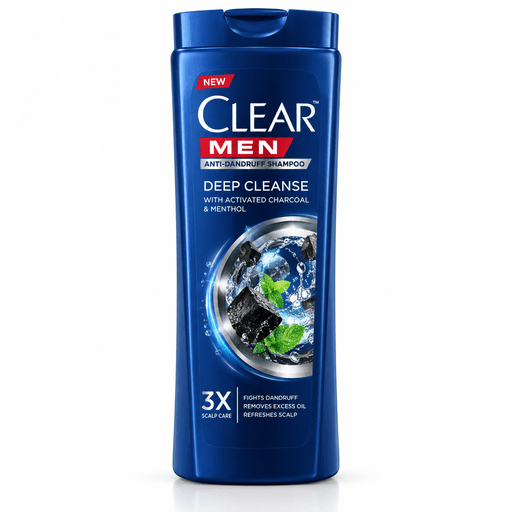 NEW
CLEAR™
MEN
ANTI-DANDRUFF SHAMPOO
DEEP CLEANSE
WITH ACTIVATED CHARCOAL
& MENTHOL
3X
SCALP CARE
FIGHTS DANDRUFF
REMOVES EXCESS OIL
REFRESHES SCALP